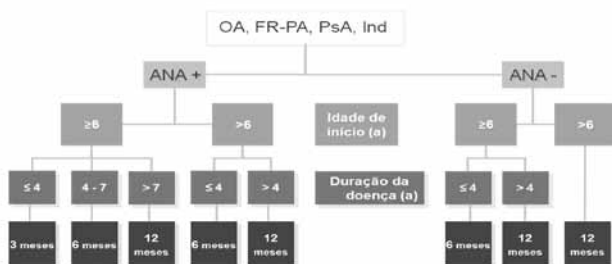 OA, FR-PA, PsA, Ind
ANA + ANA -
≥6 >6 Idade de início (a) ≥6 >6
≤ 4 4 - 7 > 7 ≤4 > 4 Duração da doença (a) ≤4 > 4
3 meses 6 meses 12 meses 6 meses 12 meses 6 meses 12 meses 12 meses